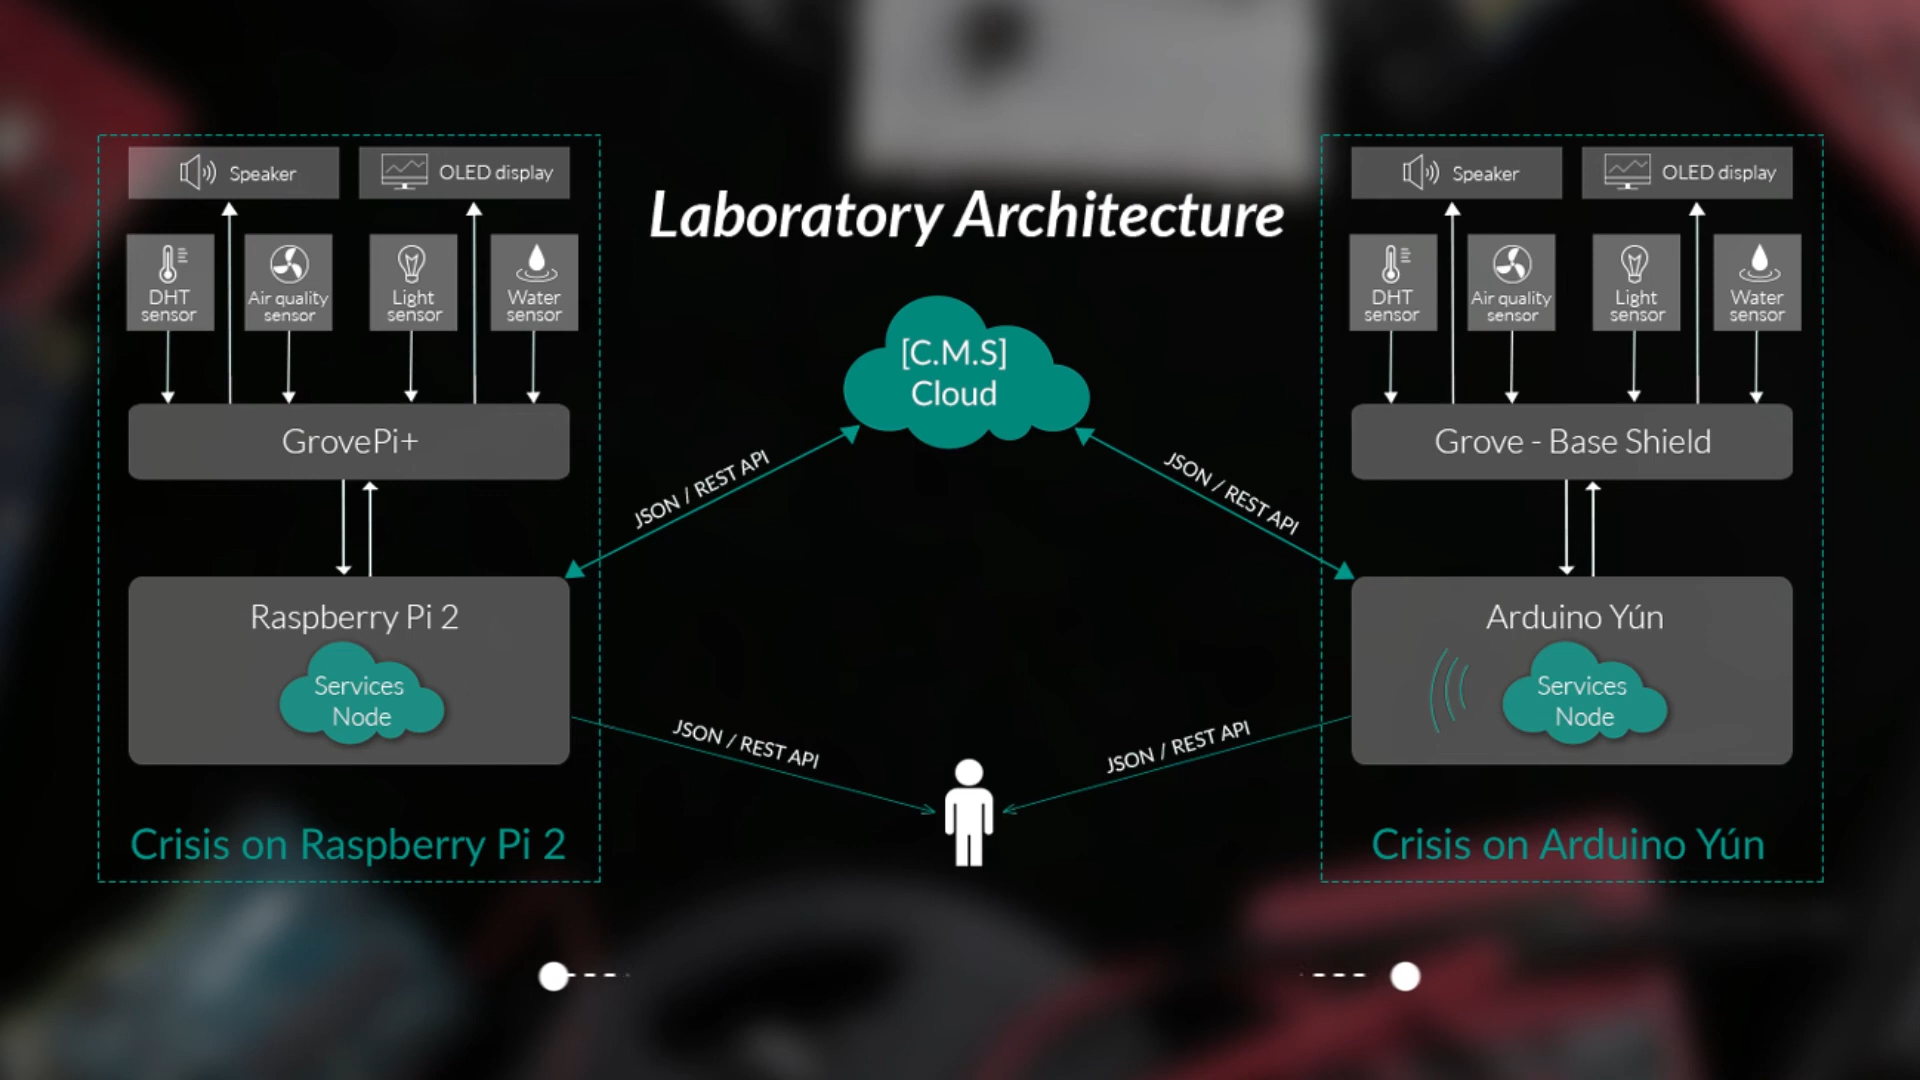 Speaker
OLED display
DHT
sensor
Air quality
sensor
Light
sensor
Water
sensor
GrovePi+
Raspberry Pi 2
Services
Node
Crisis on Raspberry Pi 2
Laboratory Architecture
[C.M.S]
Cloud
JSON / REST API
JSON / REST API
JSON / REST API
JSON / REST API
Speaker
OLED display
DHT
sensor
Air quality
sensor
Light
sensor
Water
sensor
Grove - Base Shield
Arduino Yún
Services
Node
Crisis on Arduino Yún